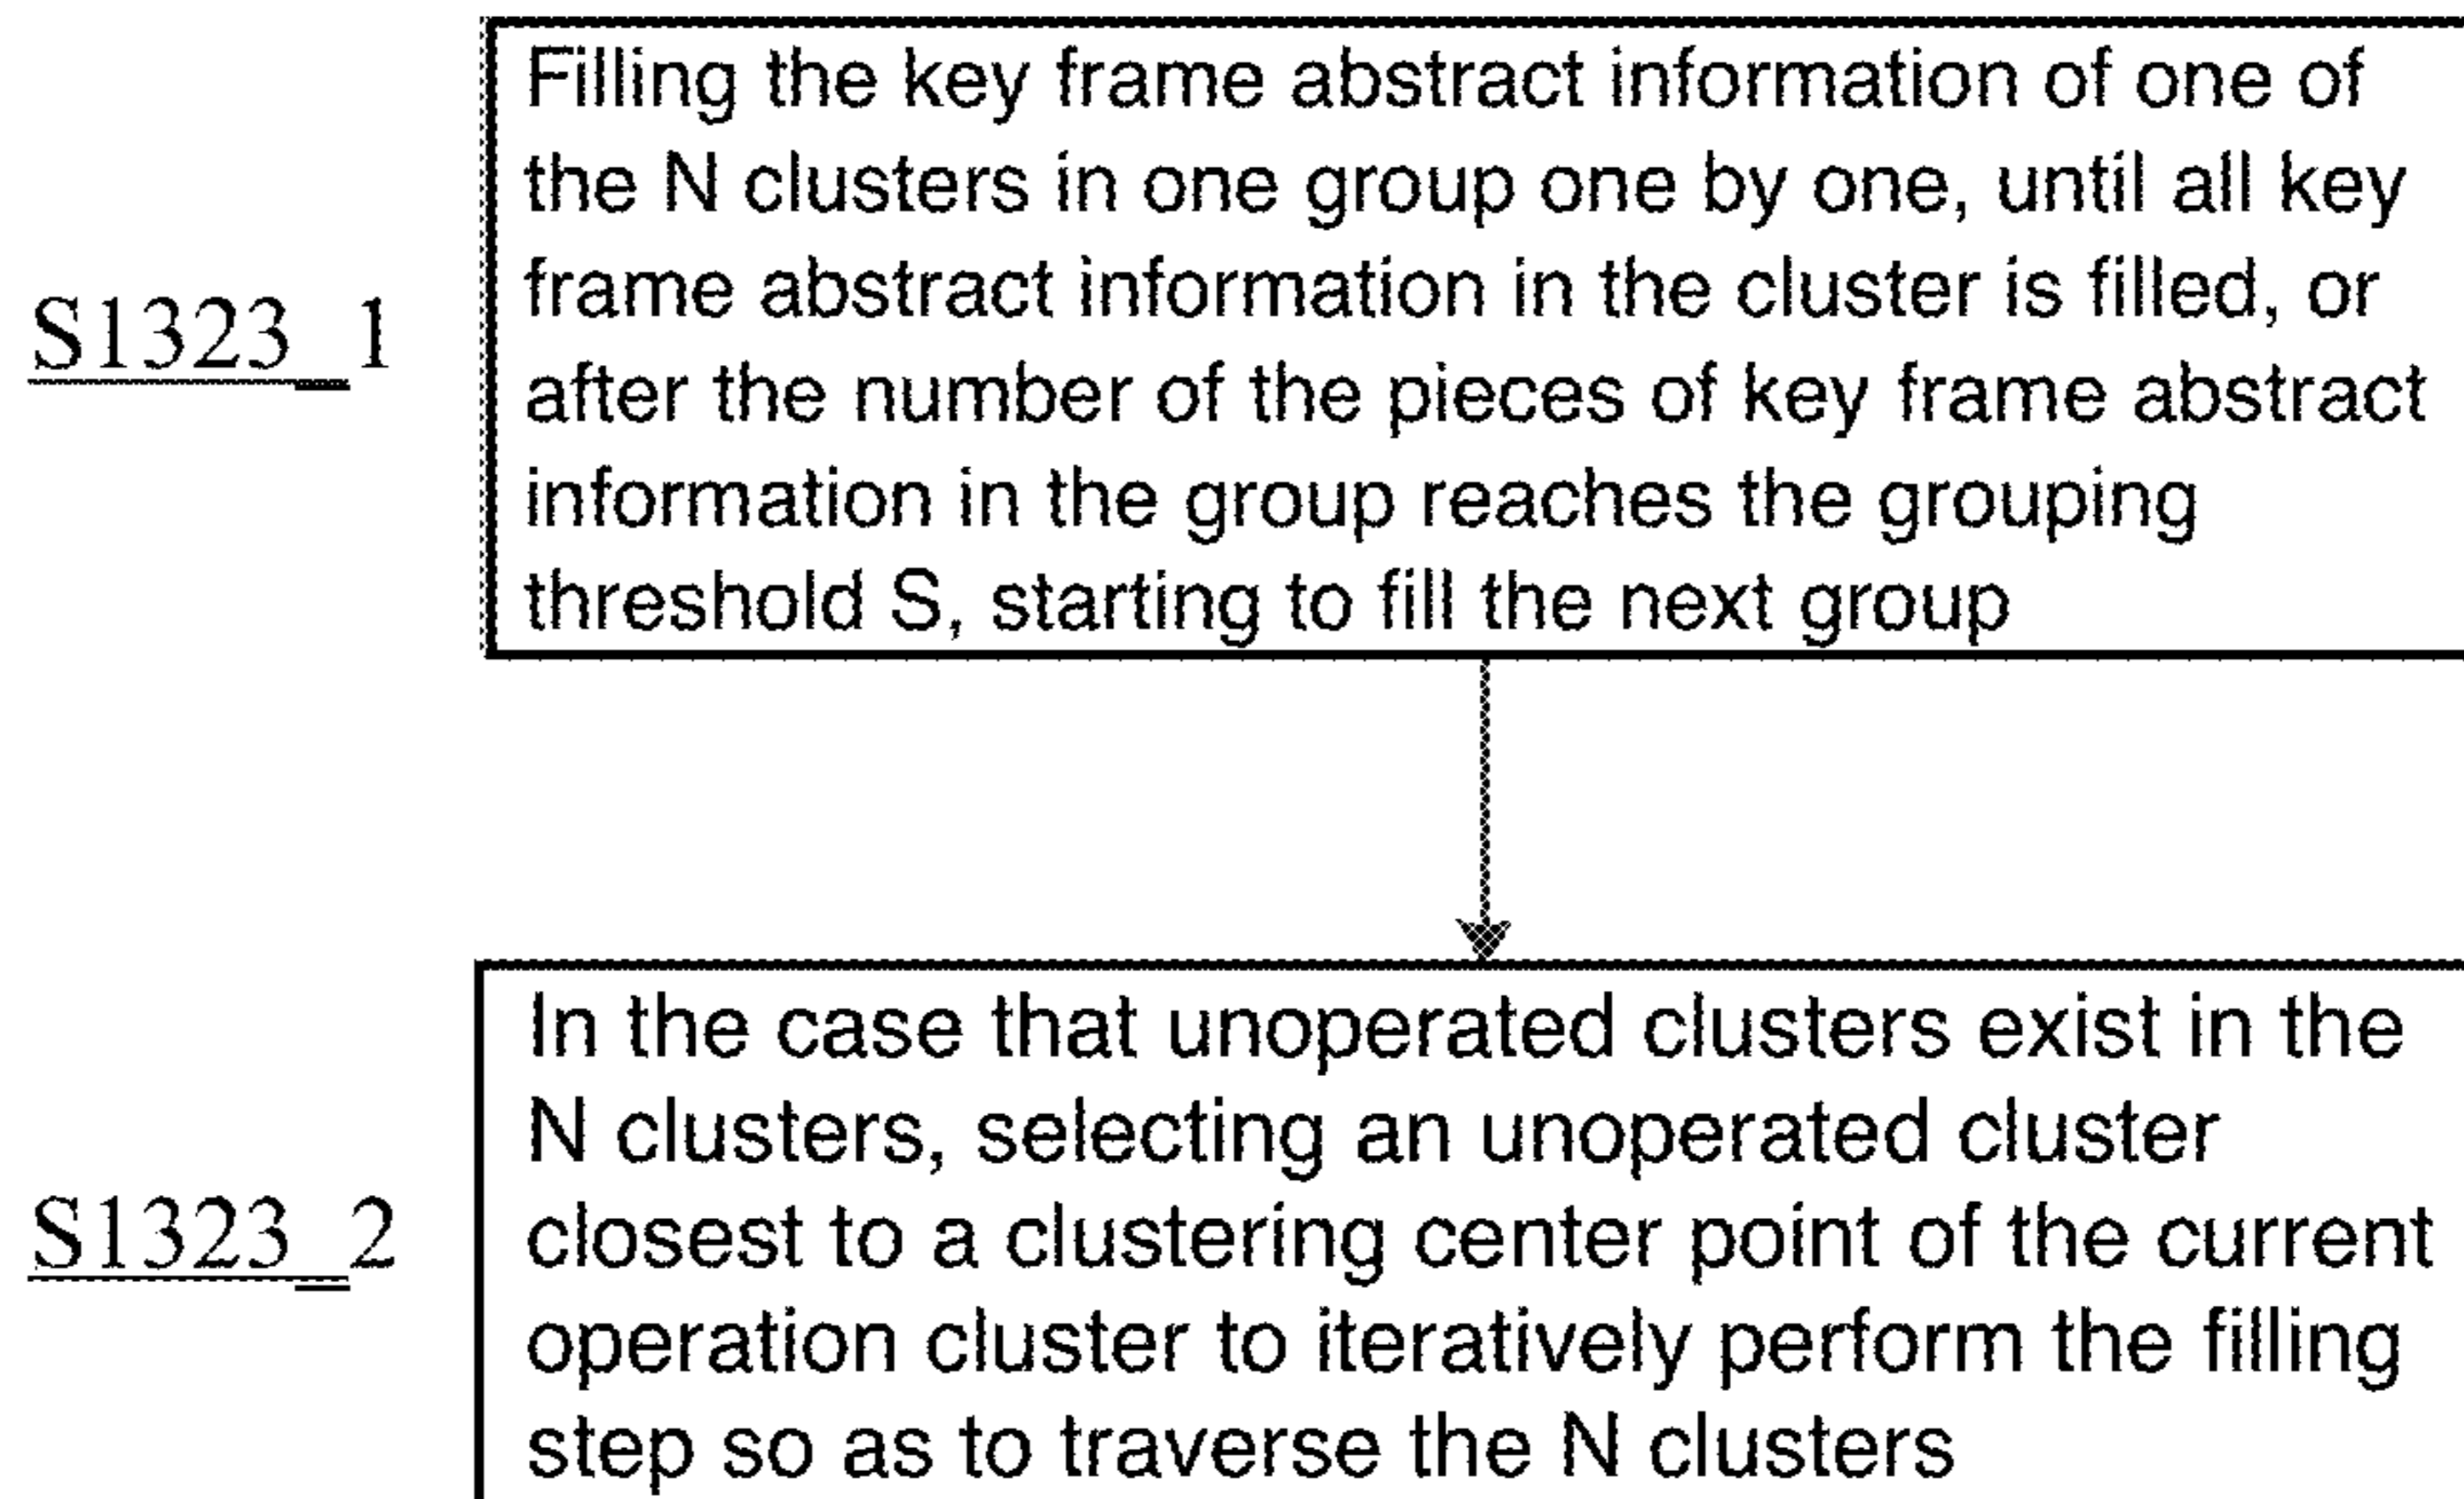 Filling the key frame abstract information of one of
the N clusters in one group one by one, until all key
frame abstract information in the cluster is filled, or
S1323_1
after the number of the pieces of key frame abstract
information in the group reaches the grouping
threshold S, starting to fill the next group
In the case that unoperated clusters exist in the
N clusters, selecting an unoperated cluster
S1323_2
closest to a clustering center point of the current
operation cluster to iteratively perform the filling
step so as to traverse the N clusters